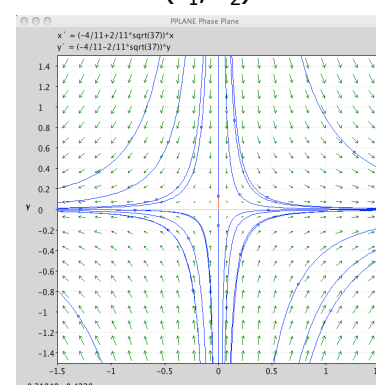 PPLANE Phase Plane
x´ = (-4/11+2/11*sqrt(37))*x
y´ = (-4/11-2/11*sqrt(37))*y
1.4
1.2
1
0.8
0.6
0.4
0.2
y 0
-0.2
-0.4
-0.6
-0.8
-1
-1.2
-1.4
-1.5 -1 -0.5 0 0.5 1